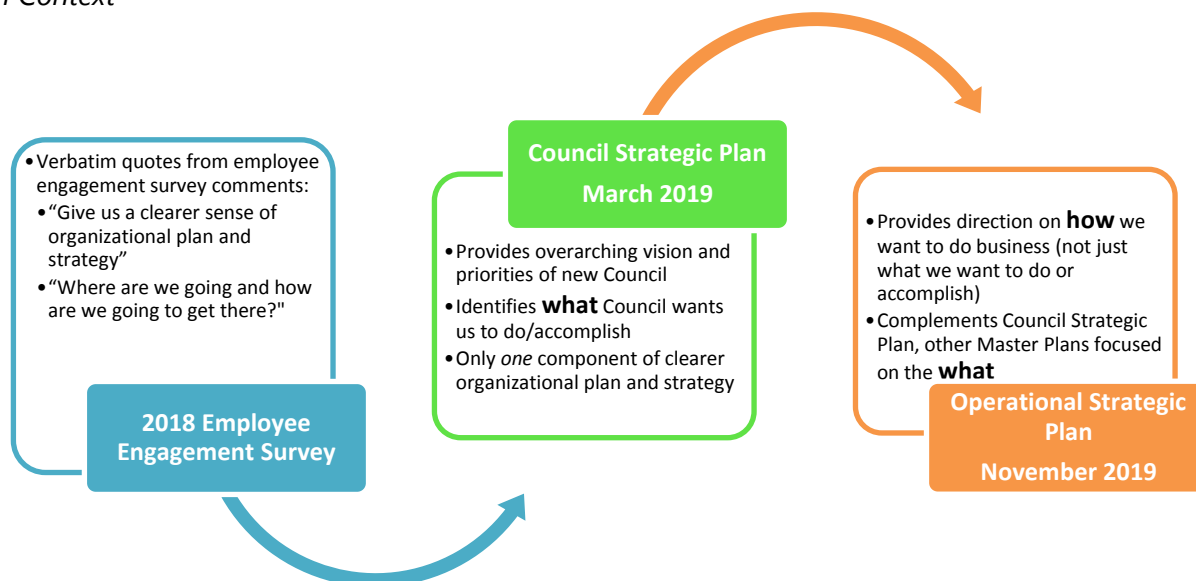 Context
•Verbatim quotes from employee
engagement survey comments:
•“Give us a clearer sense of
organizational plan and
strategy”
•“Where are we going and how
are we going to get there?"
2018 Employee
Engagement Survey
Council Strategic Plan
March 2019
•Provides overarching vision and
priorities of new Council
•Identifies what Council wants
us to do/accomplish
•Only one component of clearer
organizational plan and strategy
•Provides direction on how we
want to do business (not just
what we want to do or
accomplish)
•Complements Council Strategic
Plan, other Master Plans focused
on the what
Operational Strategic
Plan
November 2019